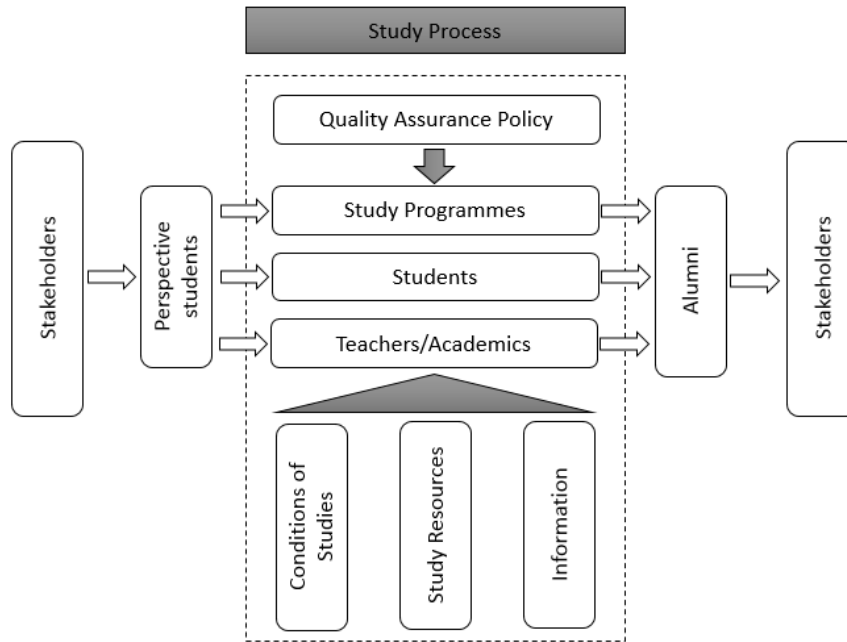 Study Process
Quality Assurance Policy
Stakeholders
Perspective
students
Study Programmes
Students
Teachers/Academics
Alumni
Stakeholders
Conditions of
Studies
Study Resources
Information